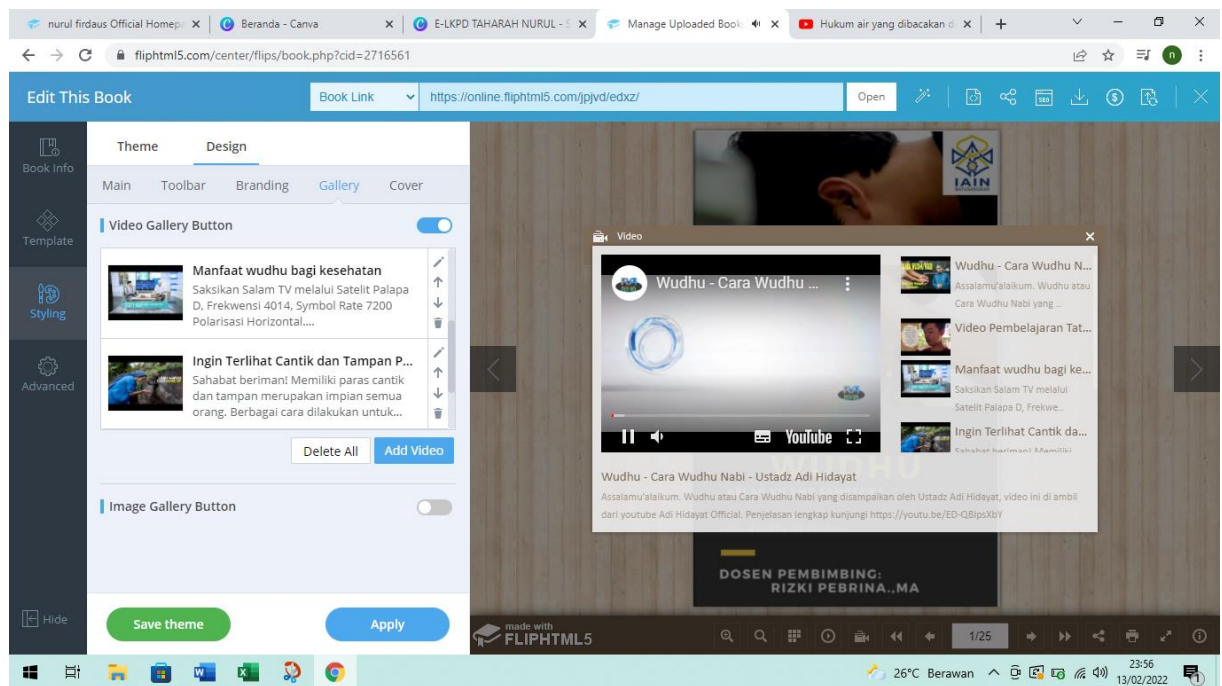 nurul firdaus Official Homep
Beranda - Canva
E-LKPD TAHARAH NURUL - S
Manage Uploaded Book
Hukum air yang dibacakan d
fliphtml5.com/center/flips/book.php?cid=2716561
n
Edit This Book
Book Link
https://online.fliphtml5.com/jpjvd/edxz/
Open
SEO
Book Info
Template
Styling
Advanced
Hide
Theme Design
Main Toolbar Branding Gallery Cover
Video Gallery Button
Manfaat wudhu bagi kesehatan
Saksikan Salam TV melalui Satelit Palapa
D, Frekwensi 4014, Symbol Rate 7200
Polarisasi Horizontal....
Ingin Terlihat Cantik dan Tampan P...
Sahabat beriman! Memiliki paras cantik
dan tampan merupakan impian semua
orang. Berbagai cara dilakukan untuk...
Delete All Add Video
Image Gallery Button
Save theme Apply
IAIN
Video
Wudhu - Cara Wudhu ...
YouTube
Wudhu - Cara Wudhu N...
Assalamu'alaikum. Wudhu atau
Cara Wudhu Nabi yang ..
Video Pembelajaran Tat...
Manfaat wudhu bagi ke...
Saksikan Salam TV melalui
Satelit Palapa D, Frekwe...
Ingin Terlihat Cantik da...
Sahabat beriman! Memiliki
Wudhu - Cara Wudhu Nabi - Ustadz Adi Hidayat
Assalamu'alaikum. Wudhu atau Cara Wudhu Nabi yang disampaikan oleh Ustadz Adi Hidayat, video ini di ambil
dari youtube Adi Hidayat Official. Penjelasan lengkap kunjungi https://youtu.be/ED-QBIpsXbY
WUDHU
DOSEN PEMBIMBING:
RIZKI PEBRINA.,MA
made with
FLIPHTML5
1/25
26°C Berawan
23:56
13/02/2022
1